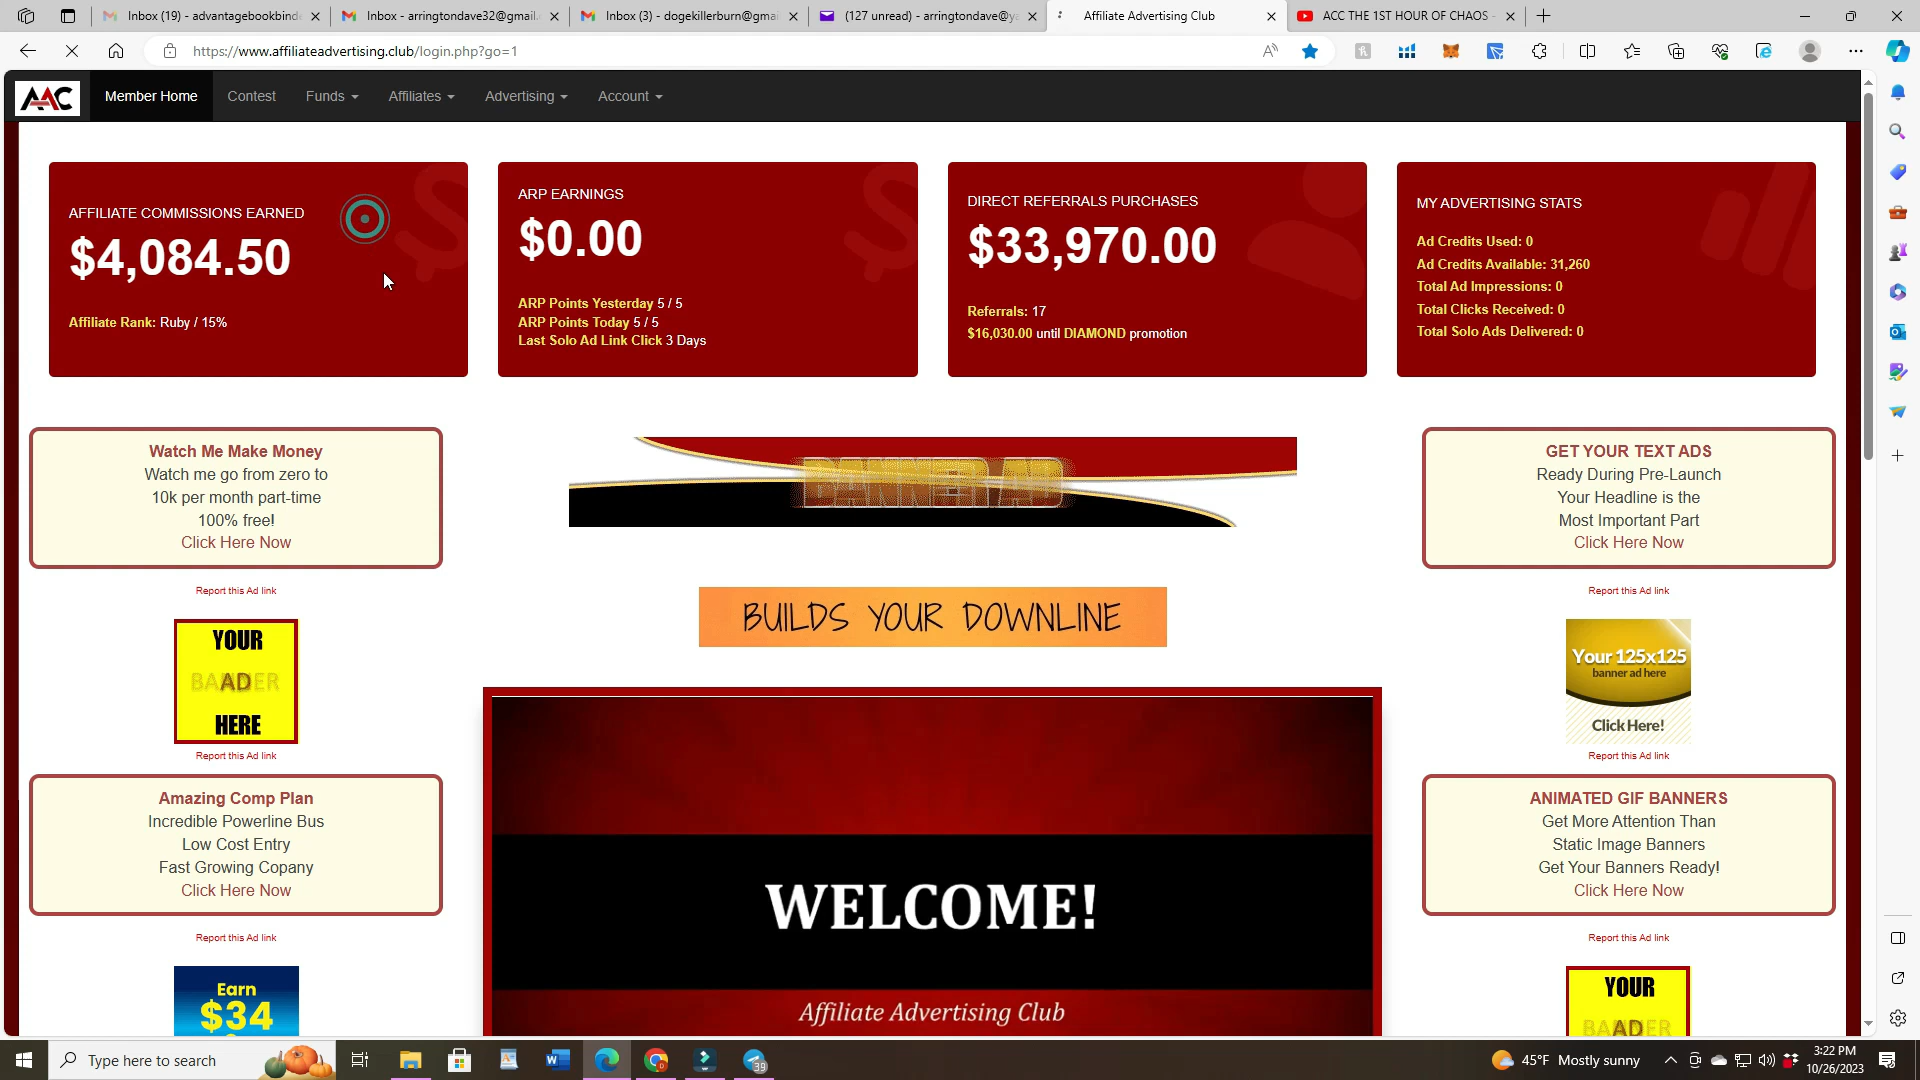 Inbox (19) - advantagebookbinde
Inbox - arringtondave32@gmail.
Inbox (3) - dogekillerburn@gmai
(127 unread) - arringtondave@ya
Affiliate Advertising Club
ACC THE 1ST HOUR OF CHAOS -
https://www.affiliateadvertising.club/login.php?go=1
AAC
Member Home
Contest
Funds
Affiliates
Advertising
Account
AFFILIATE COMMISSIONS EARNED
$4,084.50
Affiliate Rank: Ruby / 15%
ARP EARNINGS
$0.00
ARP Points Yesterday 5 / 5
ARP Points Today 5 / 5
Last Solo Ad Link Click 3 Days
DIRECT REFERRALS PURCHASES
$33,970.00
Referrals: 17
$16,030.00 until DIAMOND promotion
MY ADVERTISING STATS
Ad Credits Used: 0
Ad Credits Available: 31,260
Total Ad Impressions: 0
Total Clicks Received: 0
Total Solo Ads Delivered: 0
Watch Me Make Money
Watch me go from zero to
10k per month part-time
100% free!
Click Here Now
Report this Ad link
YOUR
AD
HERE
Report this Ad link
Amazing Comp Plan
Incredible Powerline Bus
Low Cost Entry
Fast Growing Copany
Click Here Now
Report this Ad link
Earn
$34
BUILDS YOUR DOWNLINE
WELCOME!
Affiliate Advertising Club
GET YOUR TEXT ADS
Ready During Pre-Launch
Your Headline is the
Most Important Part
Click Here Now
Report this Ad link
Your 125x125
banner ad here
Click Here!
Report this Ad link
ANIMATED GIF BANNERS
Get More Attention Than
Static Image Banners
Get Your Banners Ready!
Click Here Now
Report this Ad link
YOUR
AD
Type here to search
39
45°F Mostly sunny
3:22 PM
10/26/2023